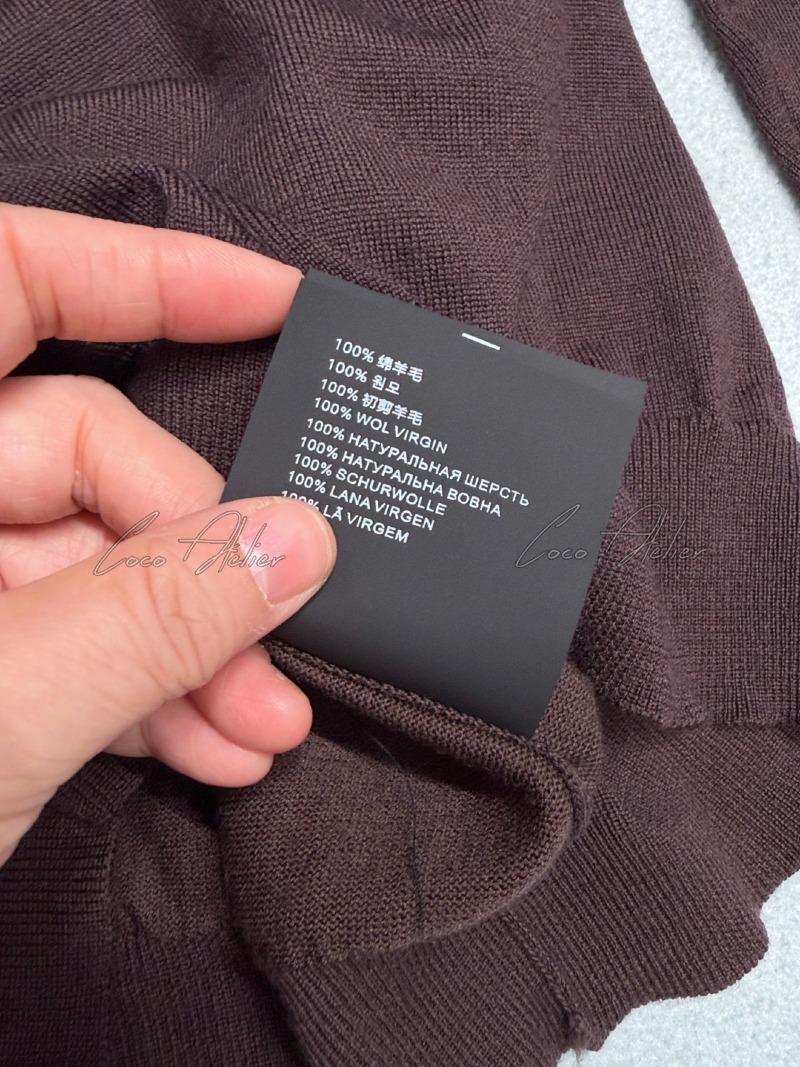 100% 绵羊毛
100% 원모
100% 初剪羊毛
100% WOL VIRGIN
100% НАТУРАЛЬНАЯ ШЕРСТЬ
100% НАТУРАЛЬНА ВОВНА
100% SCHURWOLLE
100% LANA VIRGEN
100% LÃ VIRGEM
Coco Atelier
Coco Atelier